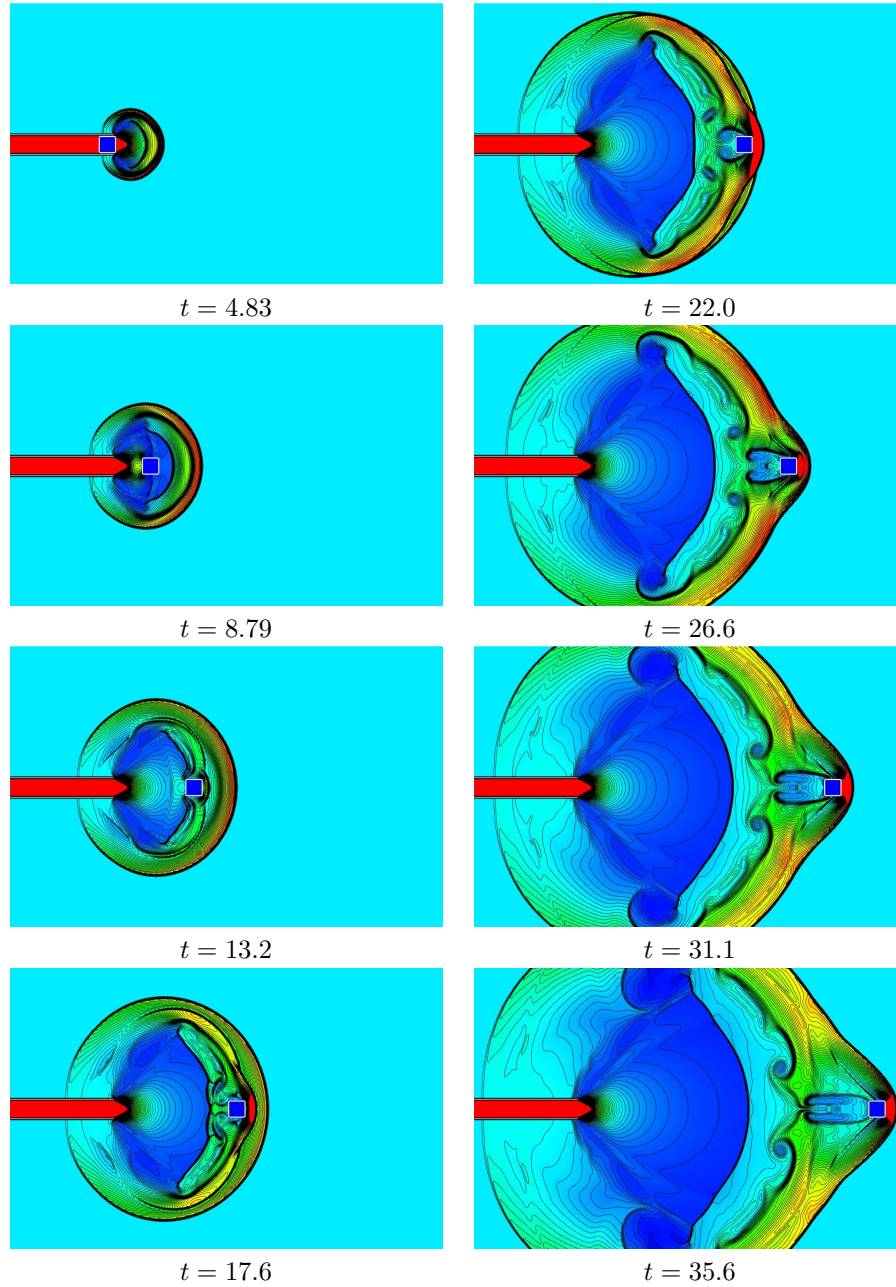 t = 4.83
t = 22.0
t = 8.79
t = 26.6
t = 13.2
t = 31.1
t = 17.6
t = 35.6